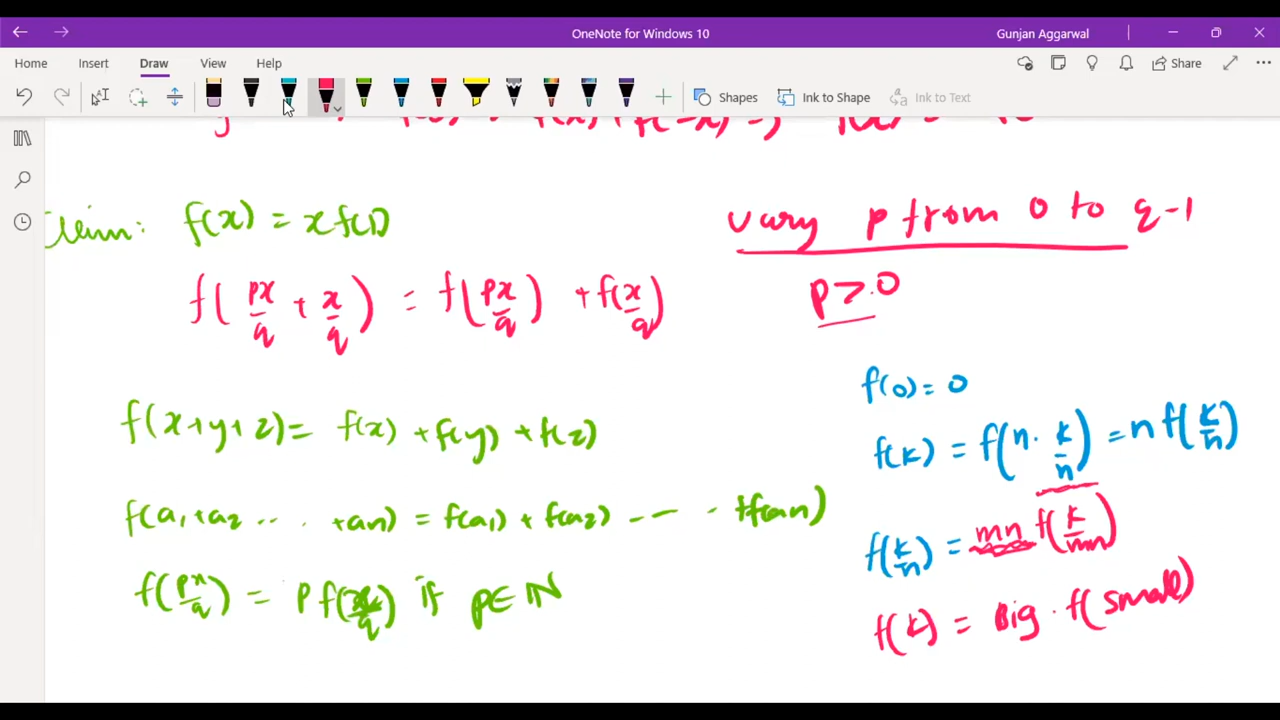 OneNote for Windows 10
Gunjan Aggarwal
Home Insert Draw View Help
Share
Shapes
Ink to Shape
Ink to Text
f(x) = x f(1)
vary p from 0 to q-1
f(px/q + x/q) = f(px/q) + f(x/q)
p ≥ 0
f(0) = 0
f(x+y+z) = f(x) + f(y) + f(z)
f(k) = f(n · k/n) = n f(k/n)
f(a1 + a2 ... + an) = f(a1) + f(a2) -- - · + f(an)
f(k/n) = mn f(k/mn)
f(px/q) = p f(x/q) if p ∈ ℕ
f(k) = Big · f(small)